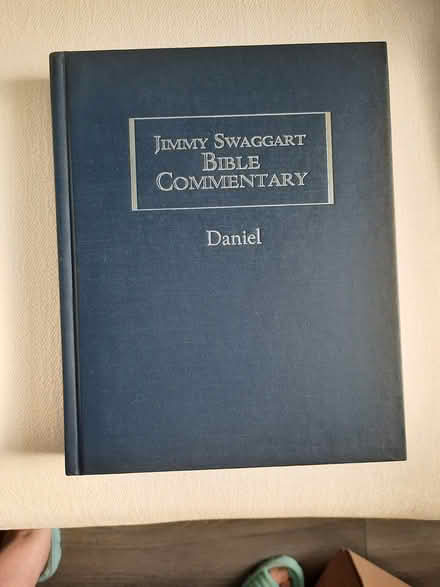 JIMMY SWAGGART
BIBLE
COMMENTARY
Daniel